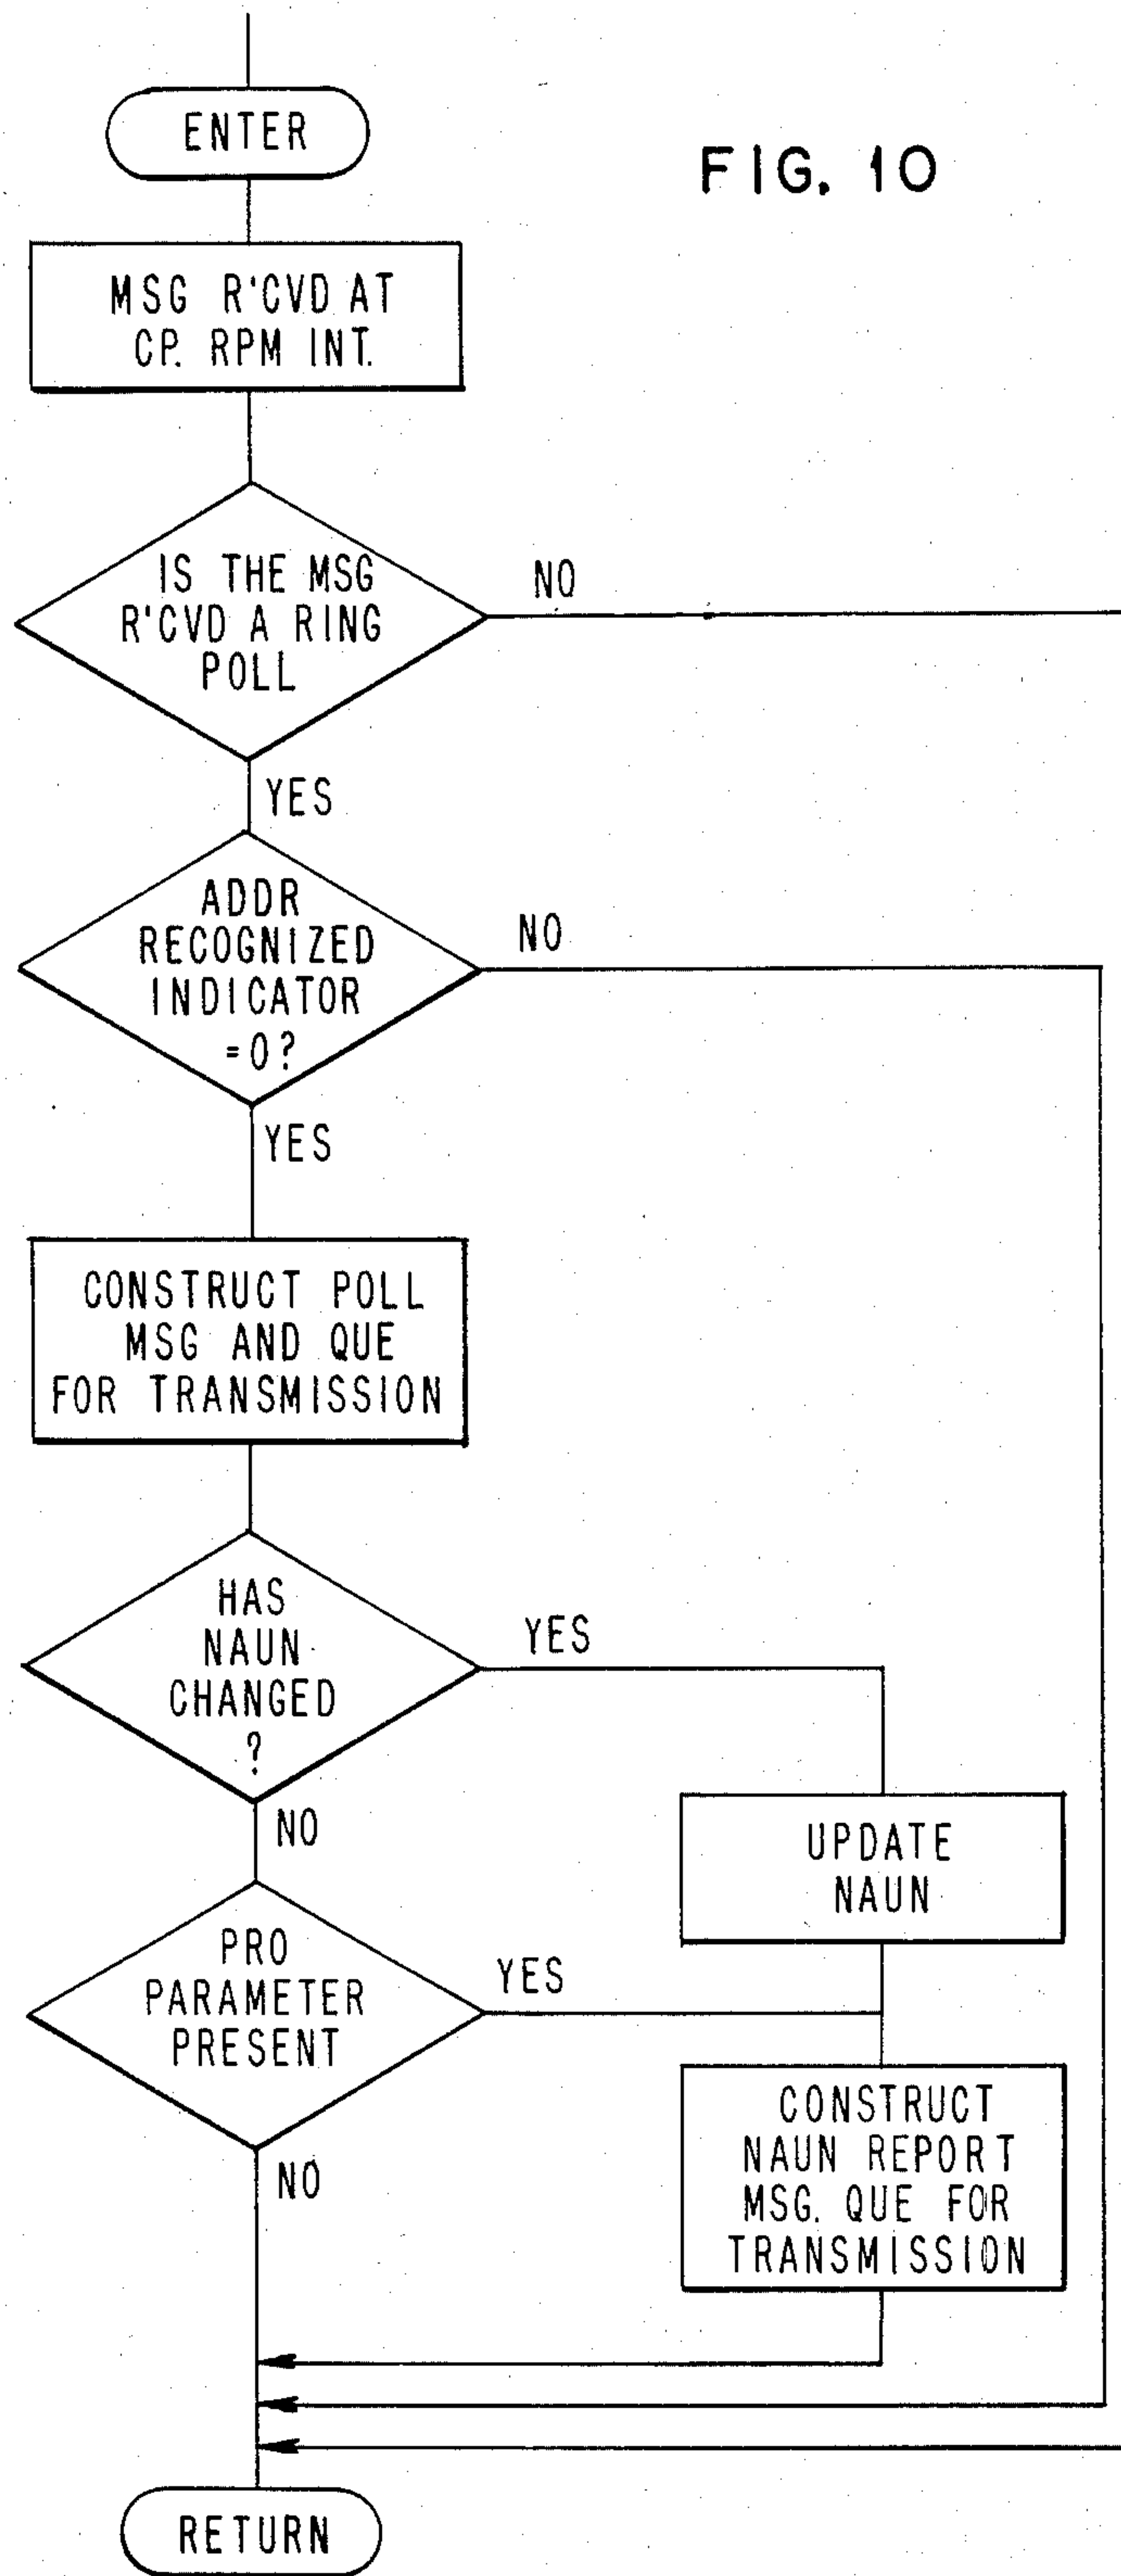 ENTER
FIG. 10
MSG R'CVD AT
CP. RPM INT.
IS THE MSG
R'CVD A RING
POLL
NO
YES
ADDR
RECOGNIZED
INDICATOR
=0?
NO
YES
CONSTRUCT POLL
MSG AND QUE
FOR TRANSMISSION
HAS
NAUN
CHANGED
?
YES
NO
UPDATE
NAUN
PRO
PARAMETER
PRESENT
YES
NO
CONSTRUCT
NAUN REPORT
MSG. QUE FOR
TRANSMISSION
RETURN